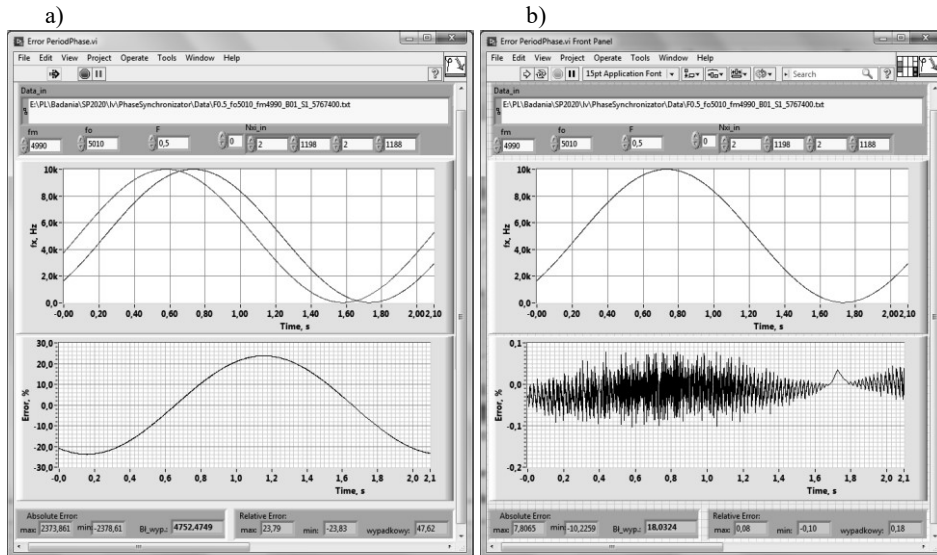 a)
Error PeriodPhase.vi
File Edit View Project Operate Tools Window Help
Data_in
E:\PL\Badania\SP2020\lv\PhaseSynchronizator\Data\F0.5_fo5010_fm4990_B01_S1_5767400.txt
fm fo F Nxi_in
4990 5010 0,5 0 2 1198 2 1188
fx, Hz
10k
8,0k
6,0k
4,0k
2,0k
0,0
-0,00 0,20 0,40 0,60 0,80 1,00 1,20 1,40 1,60 1,80 2,00 2,10
Time, s
Error, %
30,0
20,0
10,0
0,0
-10,0
-20,0
-30,0
-0,0 0,2 0,4 0,6 0,8 1,0 1,2 1,4 1,6 1,8 2,1
Time, s
Absolute Error: Relative Error:
max: 2373,861 min: -2378,61 Bł_wyp.: 4752,4749 max: 23,79 min: -23,83 wypadkowy: 47,62
b)
Error PeriodPhase.vi Front Panel
File Edit View Project Operate Tools Window Help
15pt Application Font Search
Data_in
E:\PL\Badania\SP2020\lv\PhaseSynchronizator\Data\F0.5_fo5010_fm4990_B01_S1_5767400.txt
fm fo F Nxi_in
4990 5010 0,5 0 2 1198 2 1188
fx, Hz
10k
8,0k
6,0k
4,0k
2,0k
0,0
-0,00 0,20 0,40 0,60 0,80 1,00 1,20 1,40 1,60 1,80 2,00 2,10
Time, s
Error, %
0,1
0,0
-0,1
-0,2
-0,0 0,2 0,4 0,6 0,8 1,0 1,2 1,4 1,6 1,8 2,1
Time, s
Absolute Error: Relative Error:
max: 7,8065 min: -10,2259 Bł_wyp.: 18,0324 max: 0,08 min: -0,10 wypadkowy: 0,18